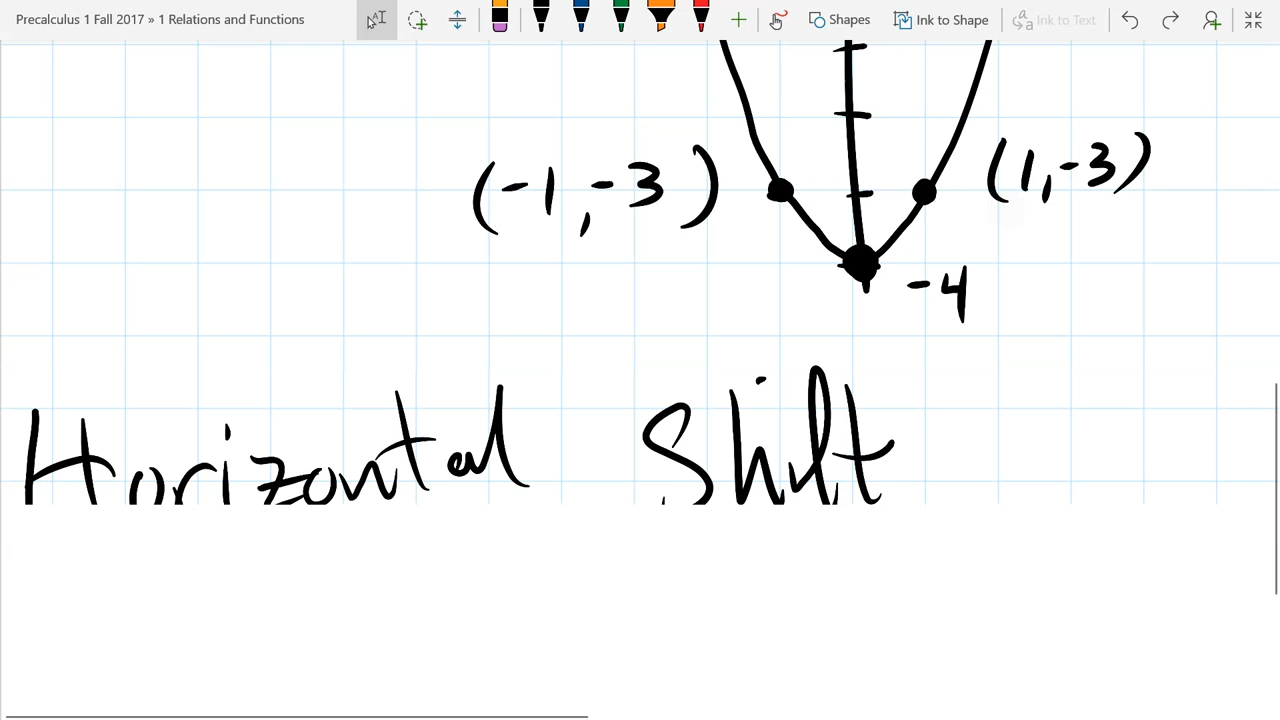 Precalculus 1 Fall 2017 » 1 Relations and Functions Shapes Ink to Shape Ink to Text
(-1, -3) (1, -3)
-4
Horizontal Shift